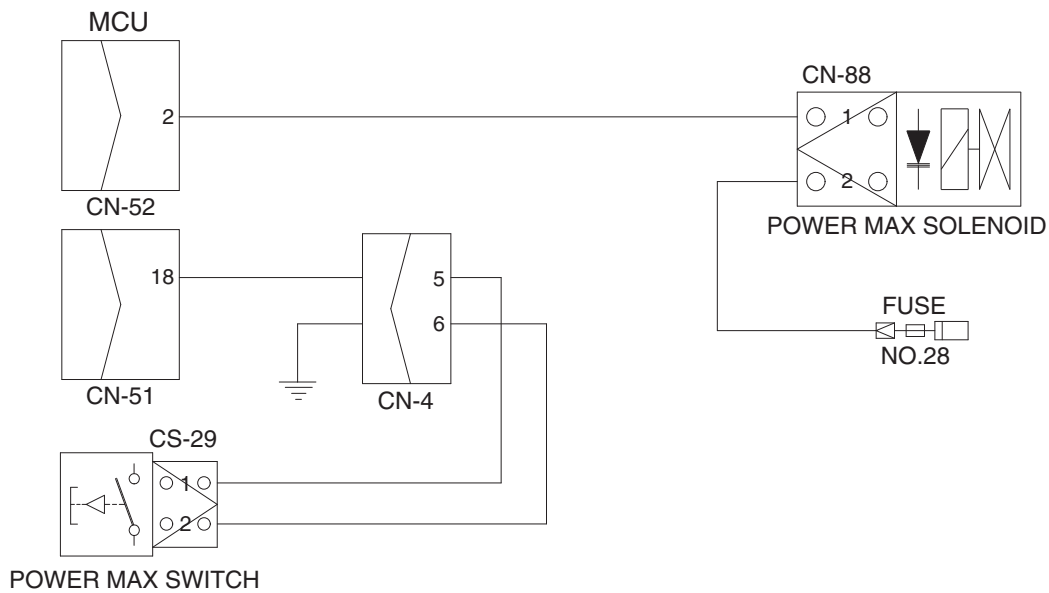 MCU
2
CN-52
CN-88
1
2
POWER MAX SOLENOID
18
CN-51
5
6
CN-4
FUSE
NO.28
CS-29
1
2
POWER MAX SWITCH